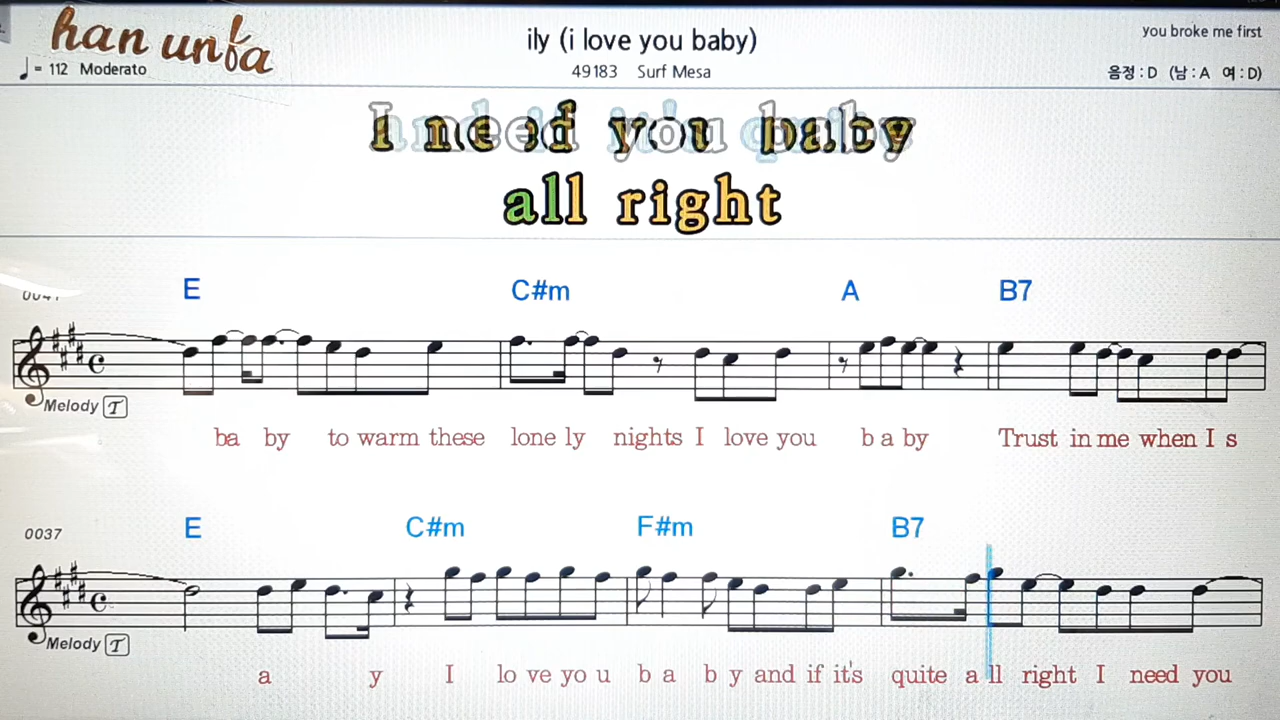 han unta
ily (i love you baby)
you broke me first
= 112 Moderato
49183 Surf Mesa
음정 : D (남 : A 여 : D)
I need you baby
all right
0041
E C#m A B7
Melody T
ba by to warm these lone ly nights I love you b a by Trust in me when I s
0037
E C#m F#m B7
Melody T
a y I lo ve yo u b a b y and if it's quite a ll right I need you